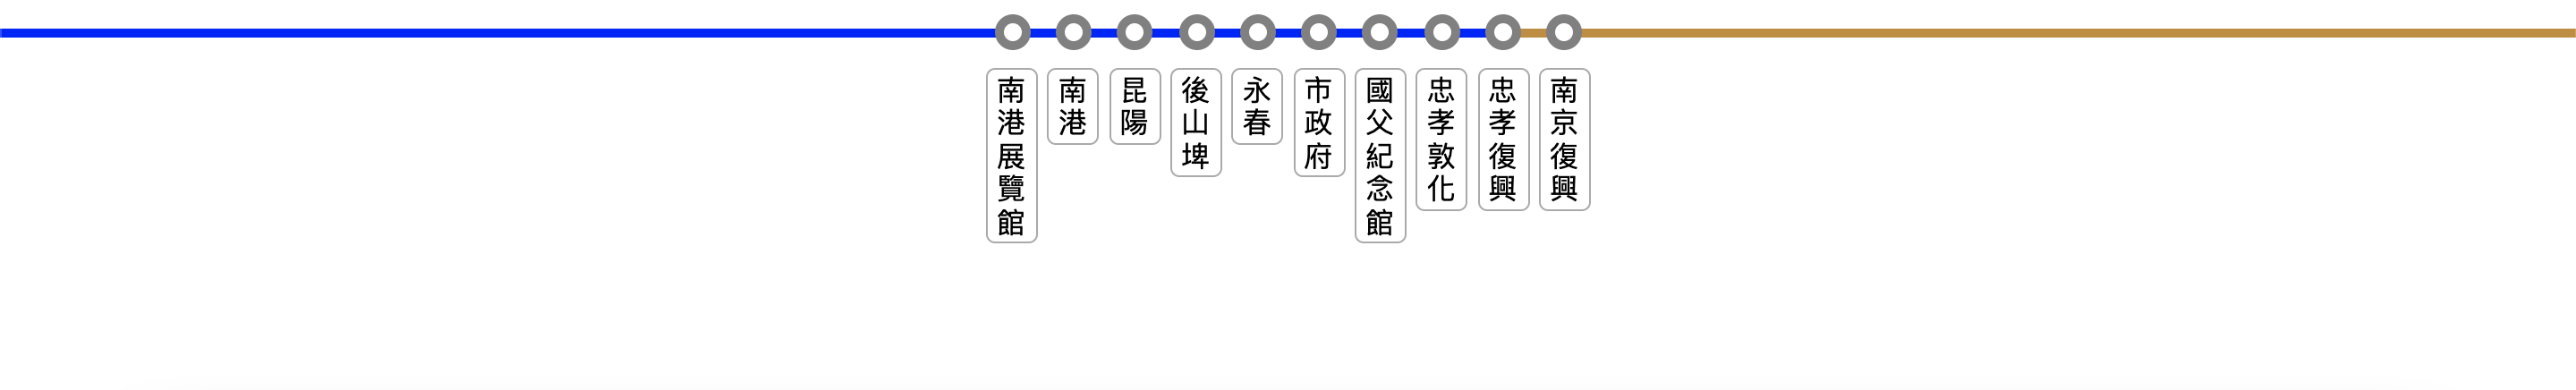 南港展覽館
南港
昆陽
後山埤
永春
市政府
國父紀念館
忠孝敦化
忠孝復興
南京復興